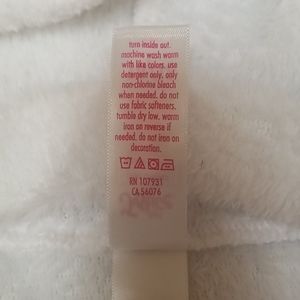 turn inside out.
machine wash warm
with like colors. use
detergent only. only
non-chlorine bleach
when needed. do not
use fabric softeners.
tumble dry low. warm
iron on reverse if
needed. do not iron on
decoration.
RN 107931
CA 56076